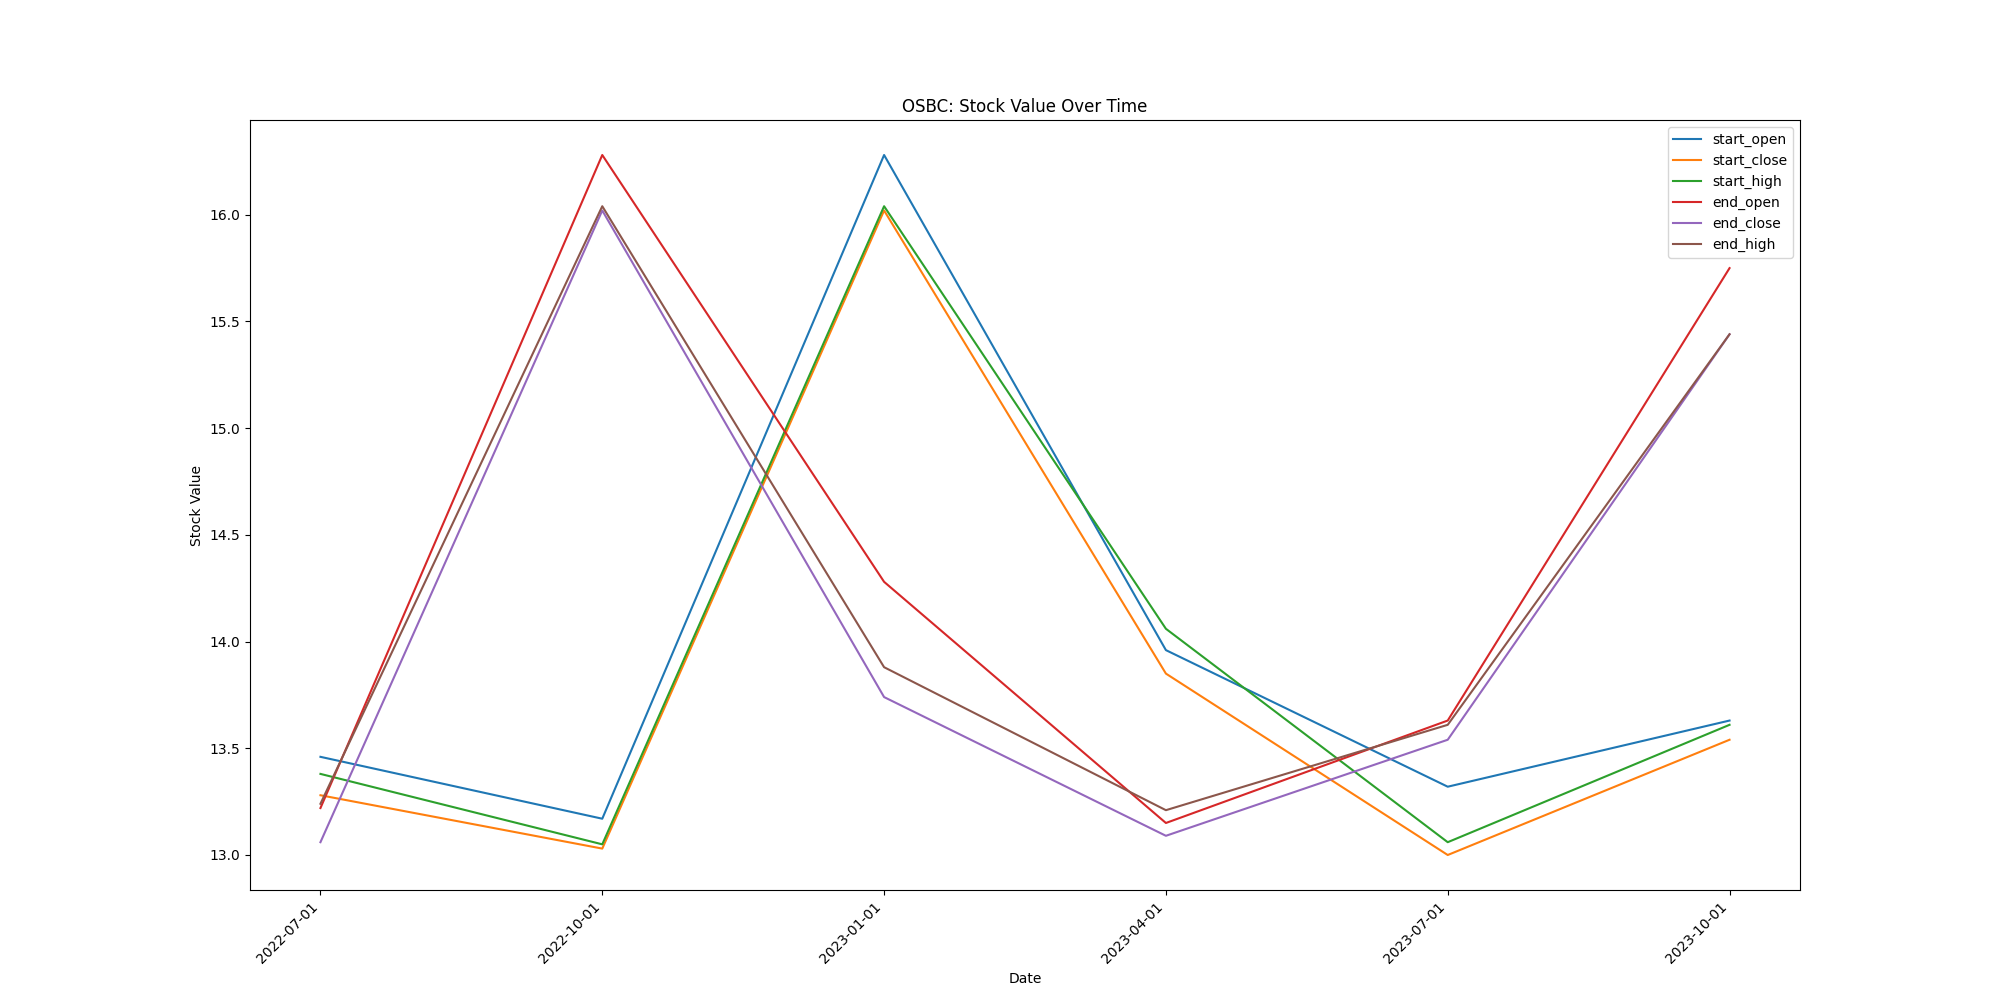 OSBC: Stock Value Over Time
start_open
start_close
start_high
end_open
end_close
end_high
Stock Value
16.0
15.5
15.0
14.5
14.0
13.5
13.0
2022-07-01
2022-10-01
2023-01-01
2023-04-01
2023-07-01
2023-10-01
Date